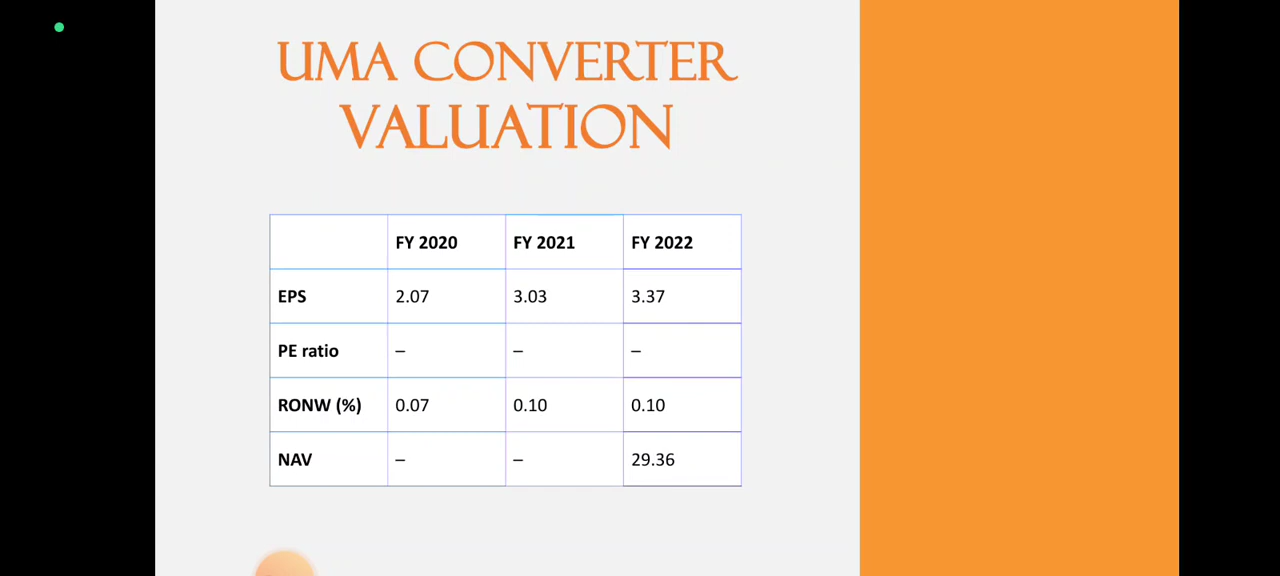 UMA CONVERTER
VALUATION
FY 2020 FY 2021 FY 2022
EPS 2.07 3.03 3.37
PE ratio – – –
RONW (%) 0.07 0.10 0.10
NAV – – 29.36